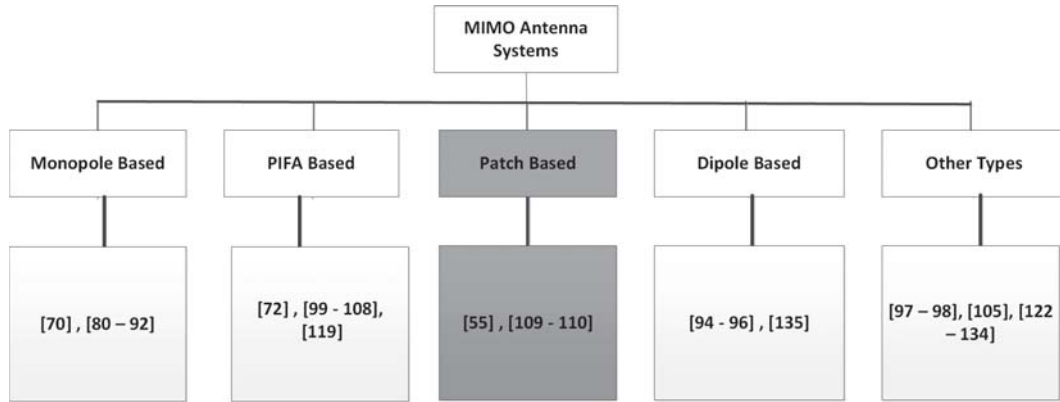 MIMO Antenna
Systems
Monopole Based
PIFA Based
Patch Based
Dipole Based
Other Types
[70] , [80 – 92]
[72] , [99 - 108],
[119]
[55] , [109 - 110]
[94 - 96] , [135]
[97 – 98], [105], [122
– 134]